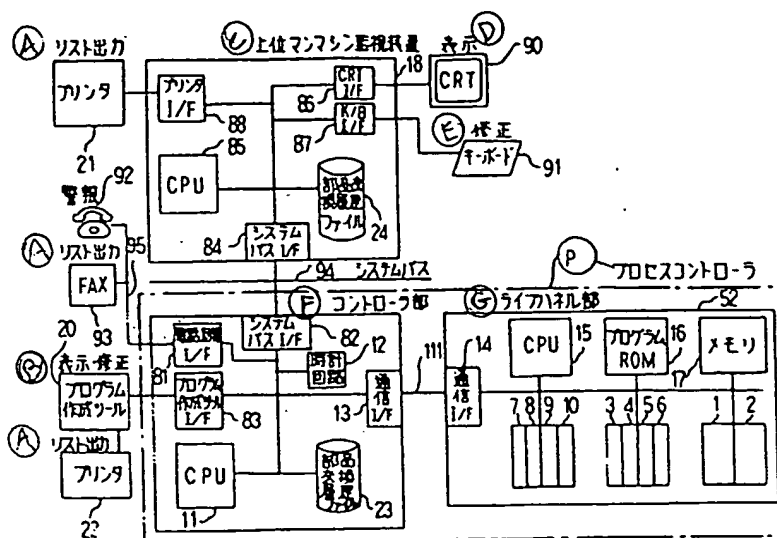 Ⓐ リスト出力
プリンタ
21
Ⓒ 上位マンマシン監視装置
18
プリンタ
I/F
88
85
CPU
CRT
I/F
86
K/B
I/F
87
表示 Ⓓ
90
CRT
Ⓔ 修正
キーボード
91
ファイル
24
84
システム
バス I/F
92
警報
95
Ⓐ リスト出力
FAX
93
94
システムバス
Ⓟ プロセスコントローラ
Ⓕ コントローラ部
システム
バス I/F
82
I/F
81
時計
回路
12
20
Ⓑ 表示修正
プログラム
作成ツール
プログラム
作成ツール
I/F
83
通信
I/F
13
111
Ⓐ リスト出力
プリンタ
22
CPU
11
23
Ⓖ ライフパネル部
52
通信
I/F
14
CPU
15
プログラム
ROM
16
メモリ
17
7 8 9 10
3 4 5 6
1 2